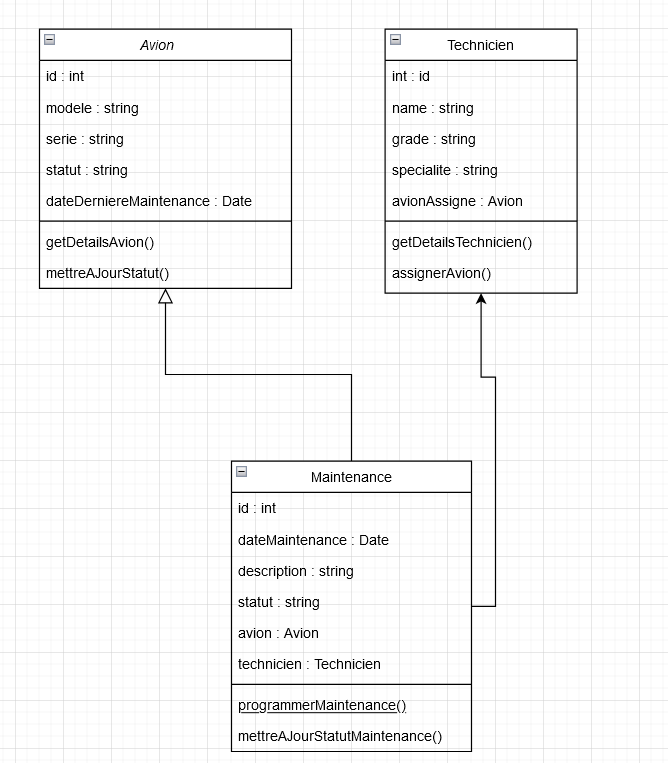 Avion
id : int
modele : string
serie : string
statut : string
dateDerniereMaintenance : Date
getDetailsAvion()
mettreAJourStatut()
Technicien
int : id
name : string
grade : string
specialite : string
avionAssigne : Avion
getDetailsTechnicien()
assignerAvion()
Maintenance
id : int
dateMaintenance : Date
description : string
statut : string
avion : Avion
technicien : Technicien
programmerMaintenance()
mettreAJourStatutMaintenance()